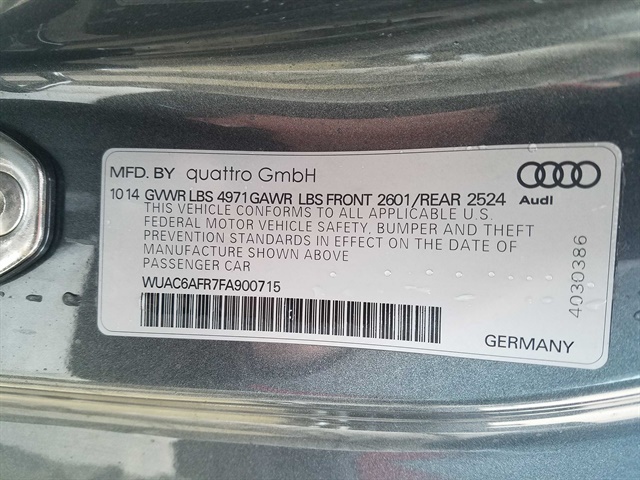 MFD. BY quattro GmbH
10 14 GVWR LBS 4971 GAWR LBS FRONT 2601/REAR 2524
THIS VEHICLE CONFORMS TO ALL APPLICABLE U.S.
FEDERAL MOTOR VEHICLE SAFETY, BUMPER AND THEFT
PREVENTION STANDARDS IN EFFECT ON THE DATE OF
MANUFACTURE SHOWN ABOVE
PASSENGER CAR
WUAC6AFR7FA900715
Audi
4030386
GERMANY